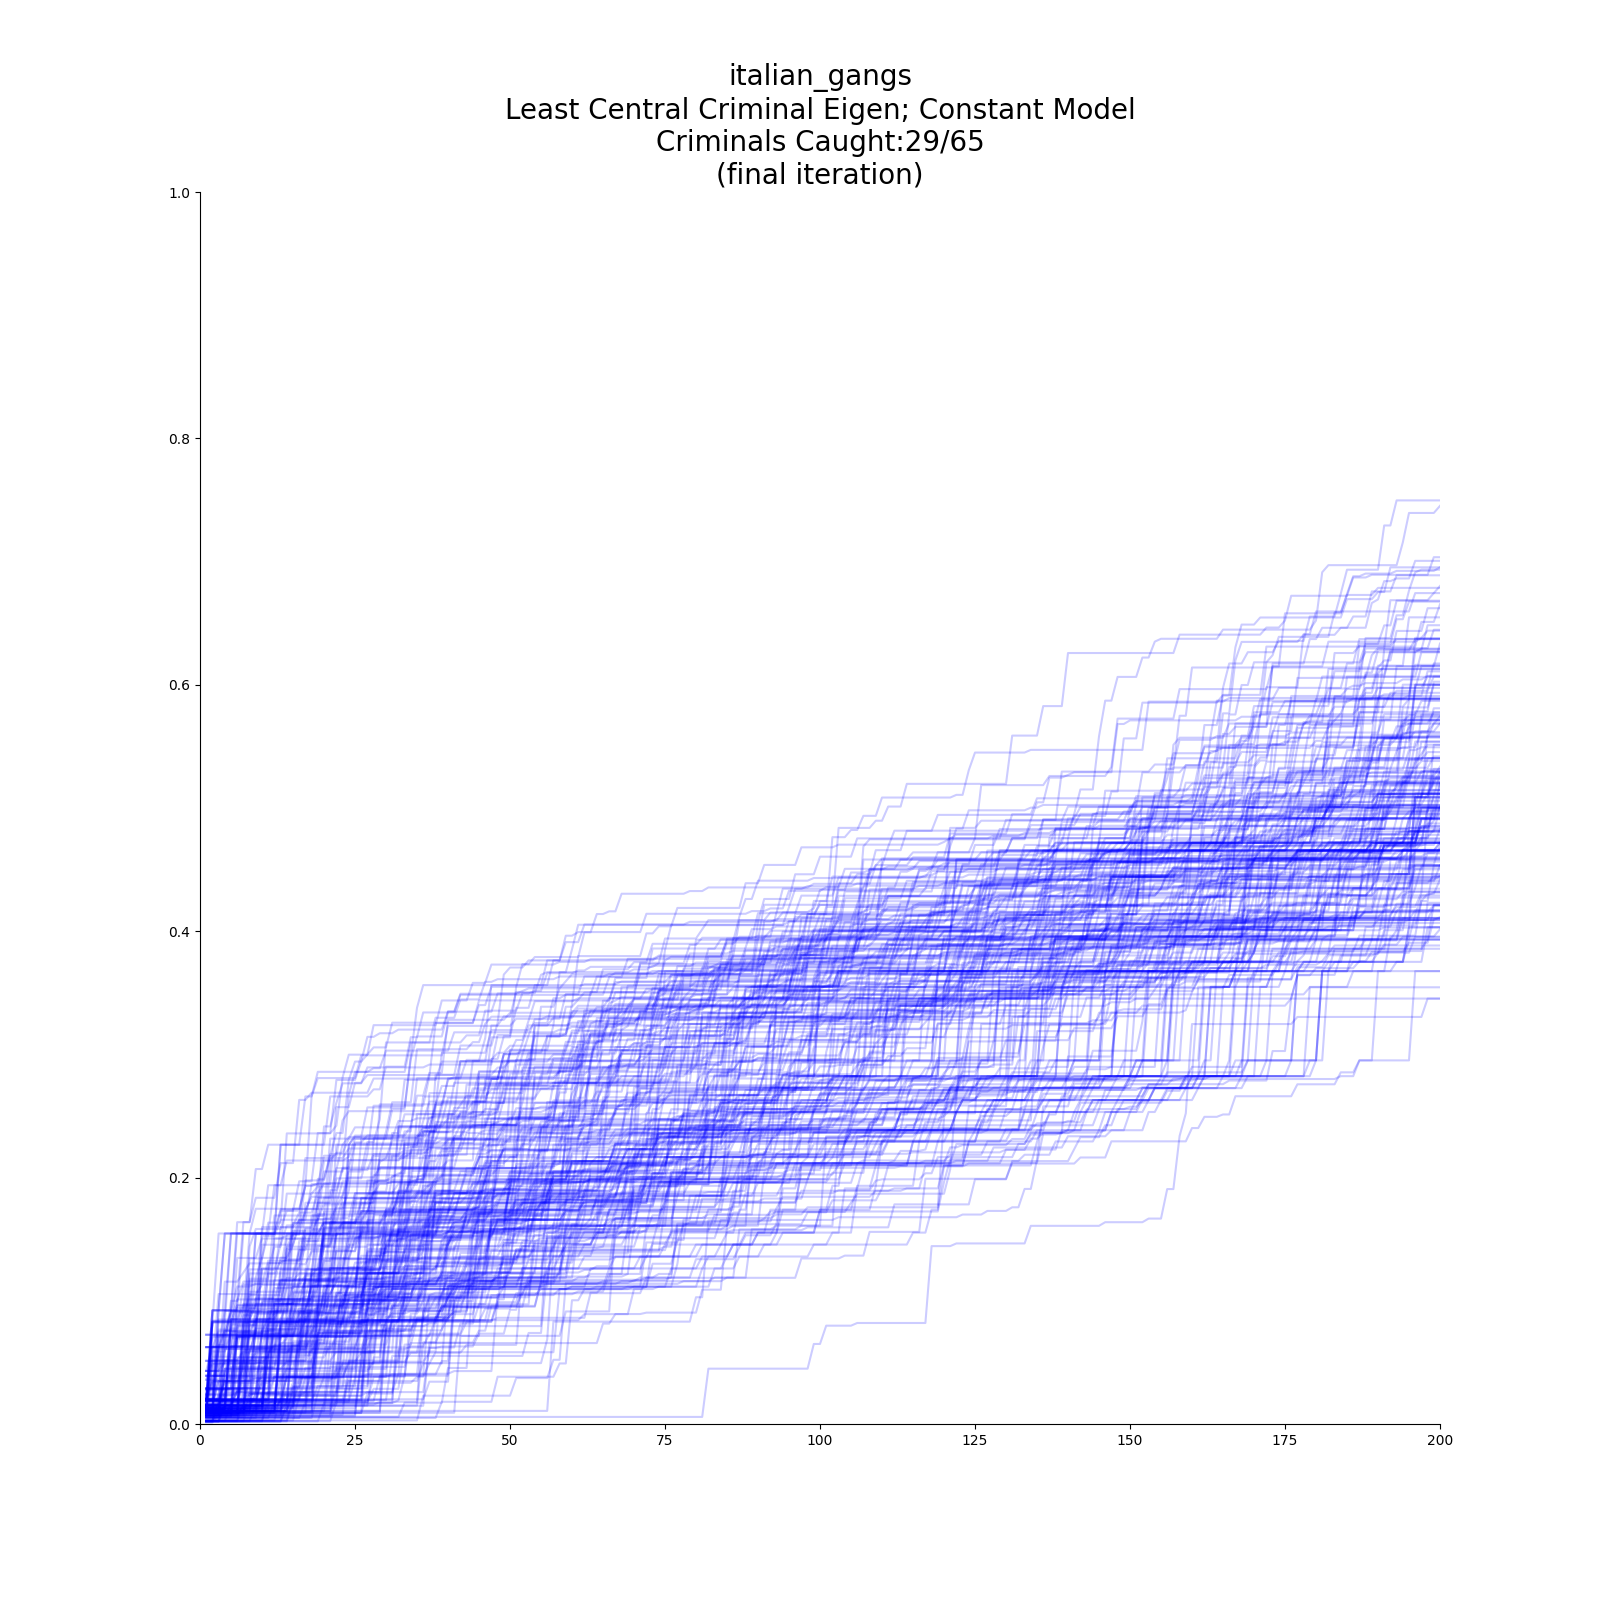 italian_gangs
Least Central Criminal Eigen; Constant Model
Criminals Caught:29/65
(final iteration)
1.0
0.8
0.6
0.4
0.2
0.0
0 25 50 75 100 125 150 175 200